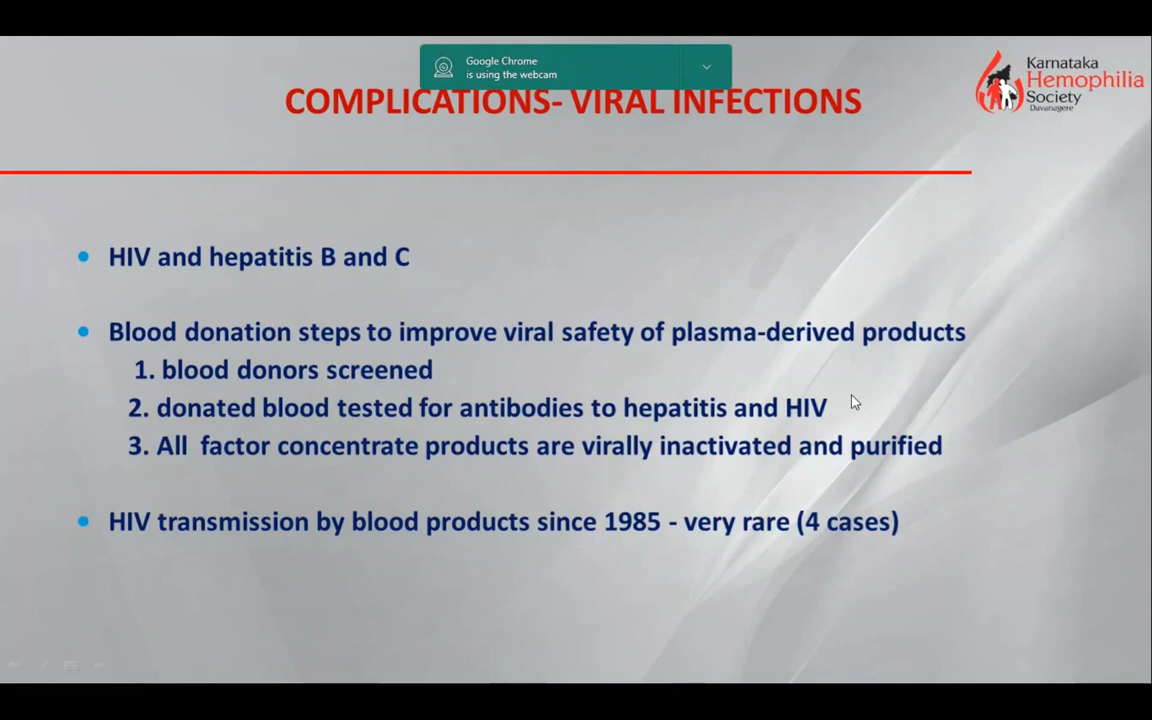 Google Chrome
is using the webcam
Karnataka
Hemophilia
Society
Davanagere
COMPLICATIONS- VIRAL INFECTIONS
• HIV and hepatitis B and C
• Blood donation steps to improve viral safety of plasma-derived products
1. blood donors screened
2. donated blood tested for antibodies to hepatitis and HIV
3. All factor concentrate products are virally inactivated and purified
• HIV transmission by blood products since 1985 - very rare (4 cases)